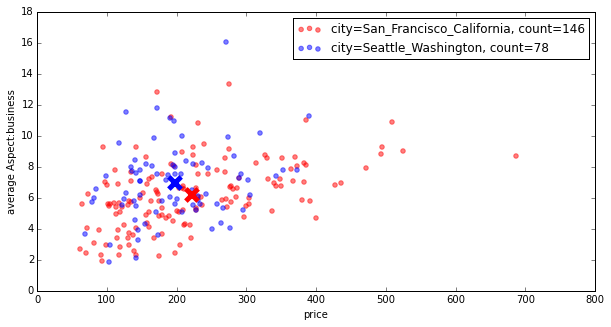 18
16
14
12
10
8
6
4
2
0
average Aspect:business
city=San_Francisco_California, count=146
city=Seattle_Washington, count=78
0 100 200 300 400 500 600 700 800
price